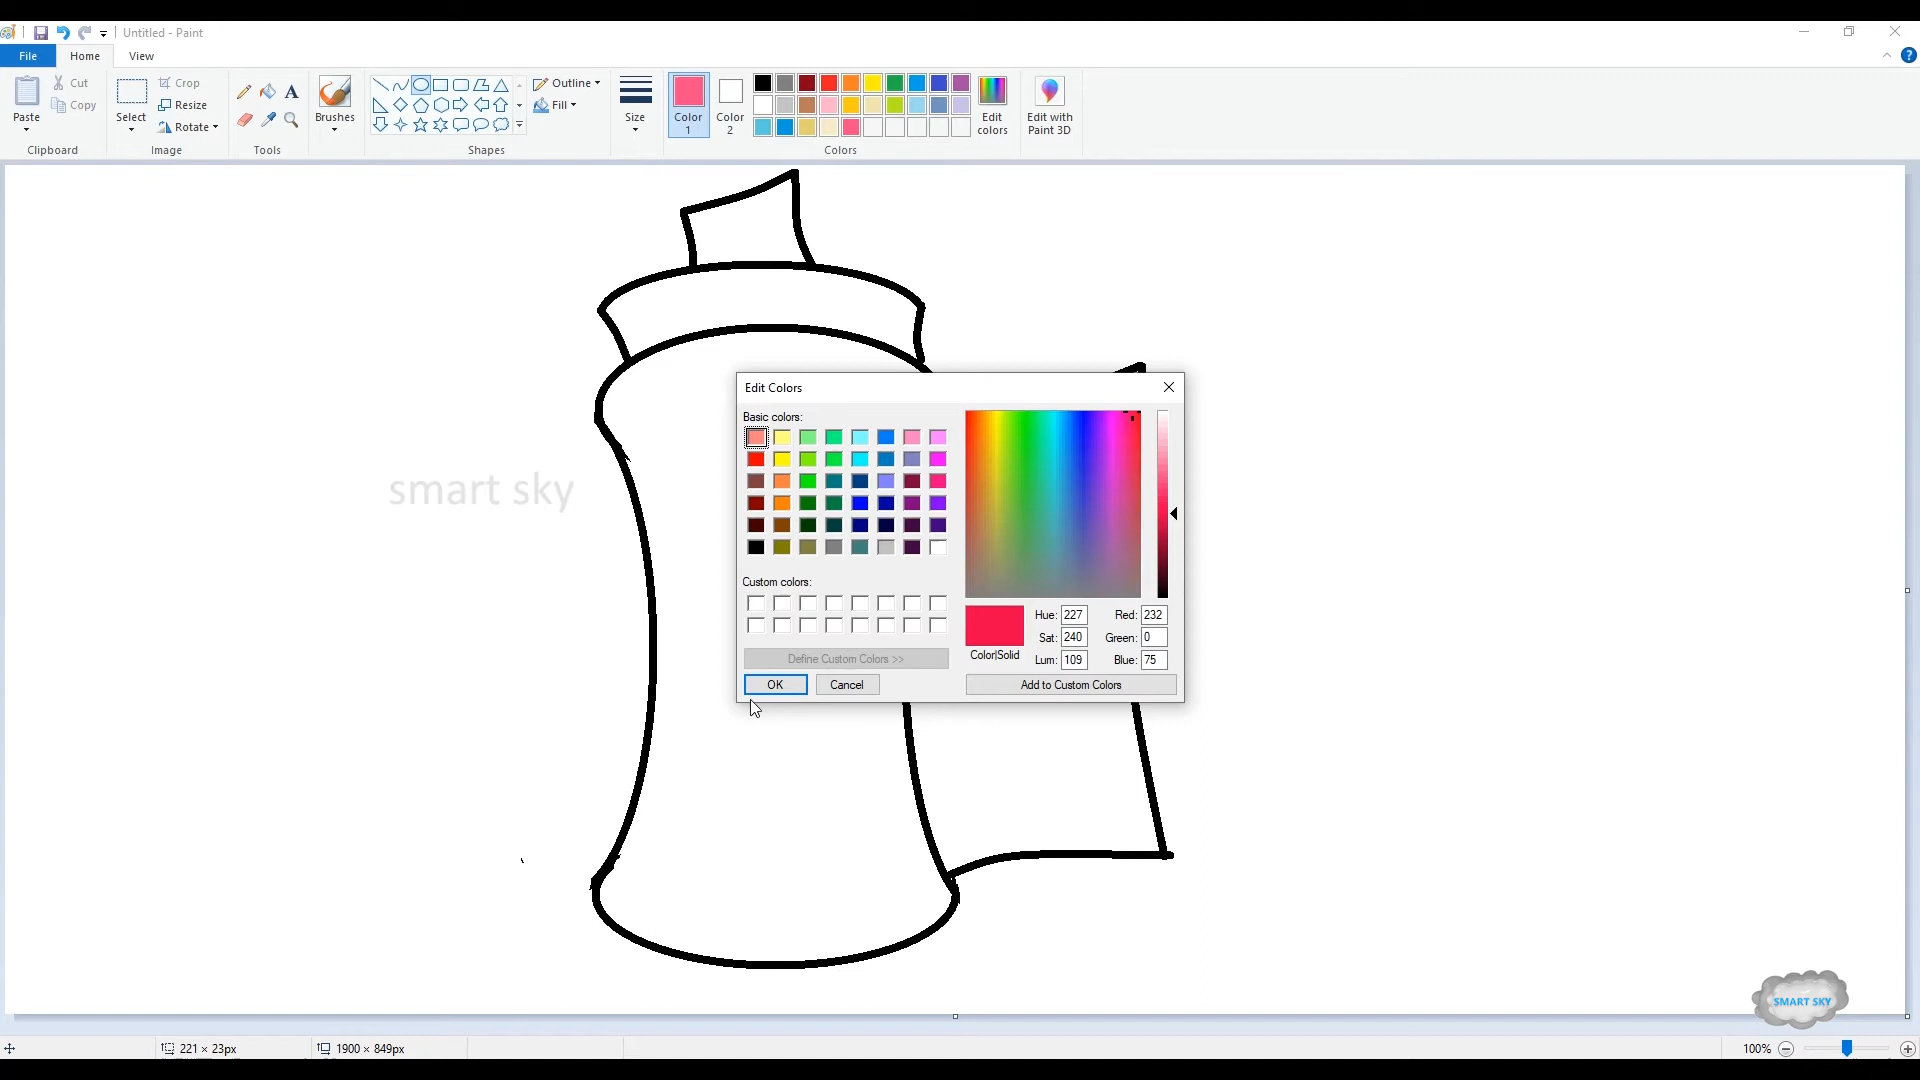 Untitled - Paint
File Home View
Paste
Cut
Copy
Clipboard
Select
Crop
Resize
Rotate
Image
Tools
Brushes
Shapes
Outline
Fill
Size
Color 1
Color 2
Edit colors
Colors
Edit with Paint 3D
smart sky
Edit Colors
Basic colors:
Custom colors:
Define Custom Colors >>
OK Cancel
Color|Solid
Hue: 227 Red: 232
Sat: 240 Green: 0
Lum: 109 Blue: 75
Add to Custom Colors
SMART SKY
221 × 23px 1900 × 849px 100%